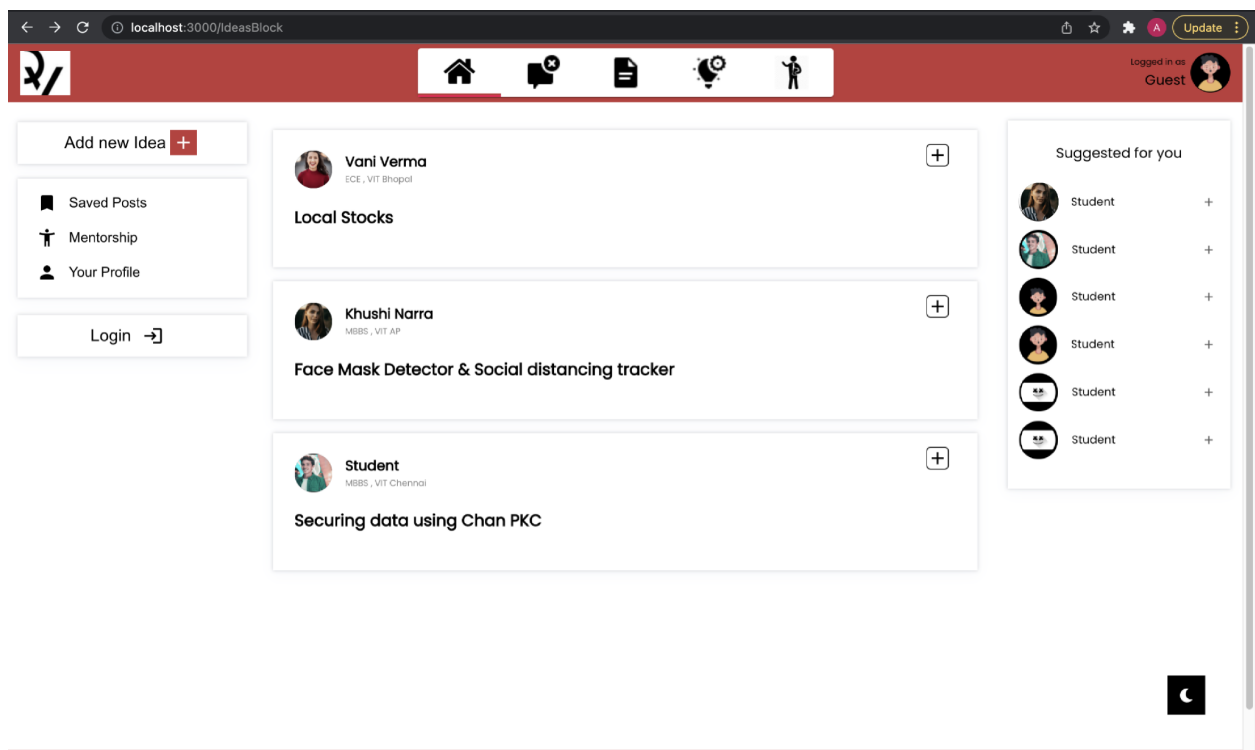 localhost:3000/IdeasBlock
A
Update
Logged in as
Guest
Add new Idea +
Saved Posts
Mentorship
Your Profile
Login
Vani Verma
ECE , VIT Bhopal
Local Stocks
Khushi Narra
MBBS , VIT AP
Face Mask Detector & Social distancing tracker
Student
MBBS , VIT Chennai
Securing data using Chan PKC
Suggested for you
Student +
Student +
Student +
Student +
Student +
Student +